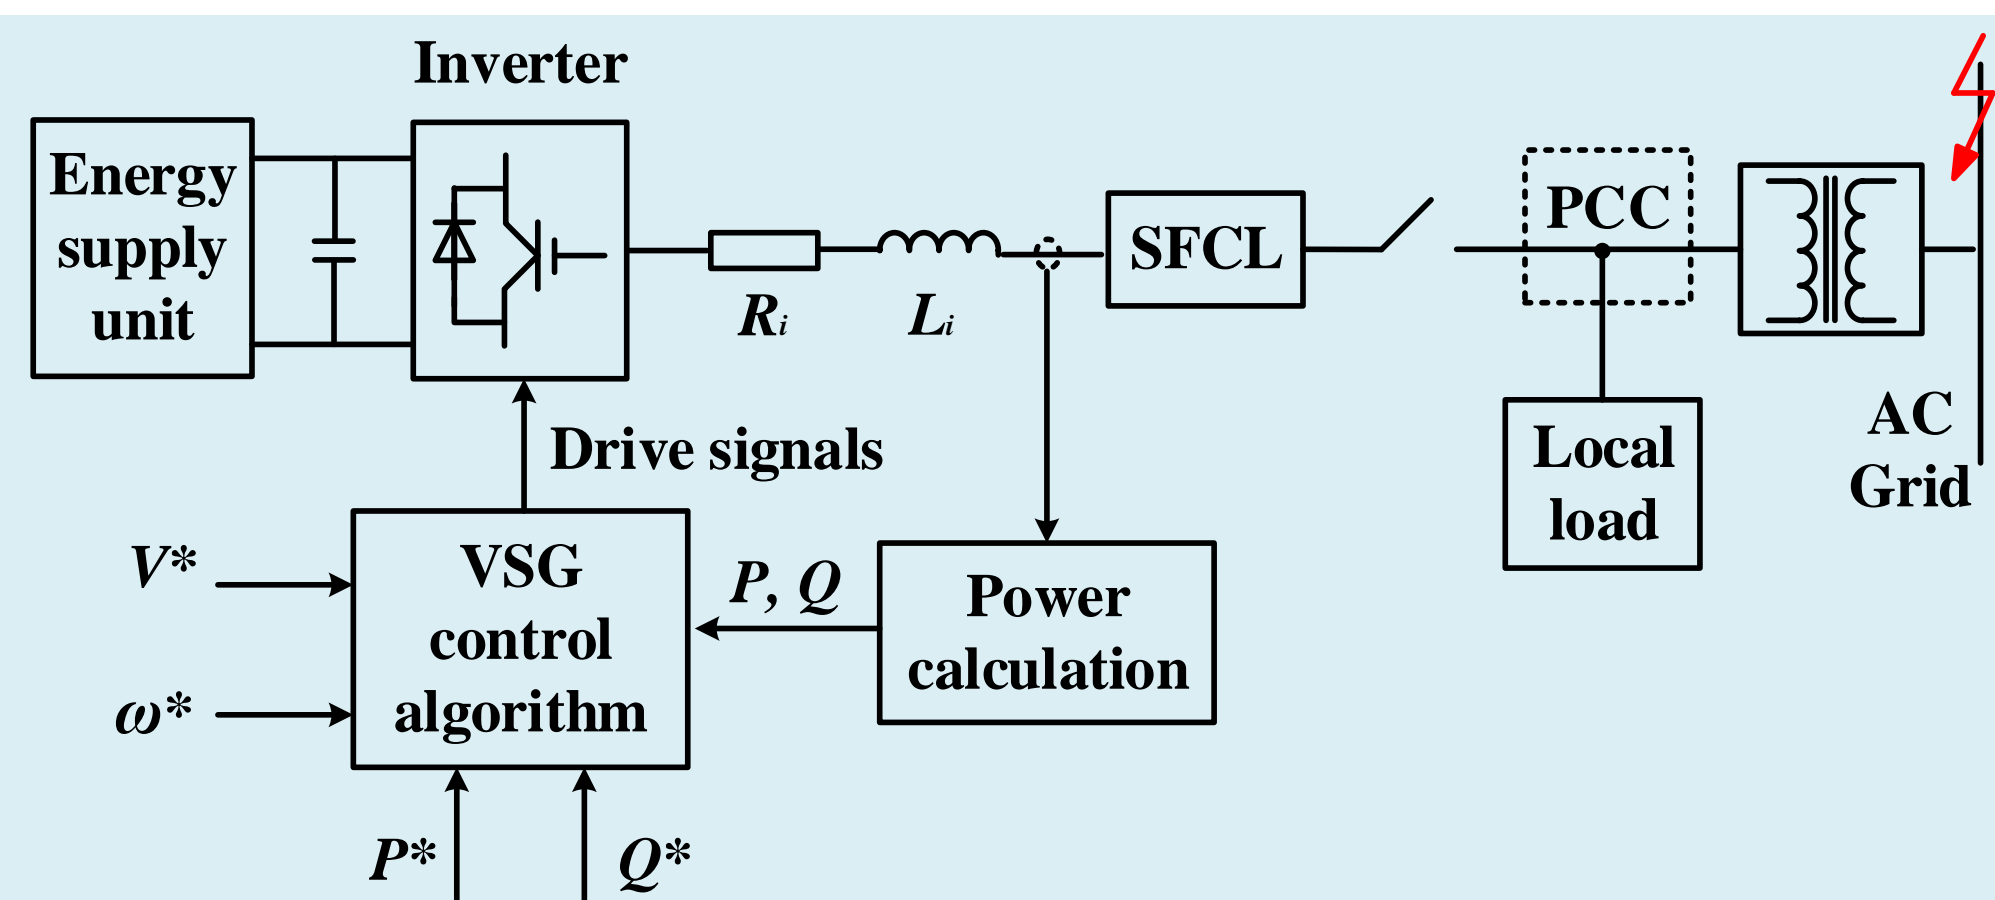 Inverter
Energy
supply
unit
Ri
Li
SFCL
PCC
AC
Grid
Local
load
Drive signals
VSG
control
algorithm
V*
ω*
P, Q
Power
calculation
P*
Q*